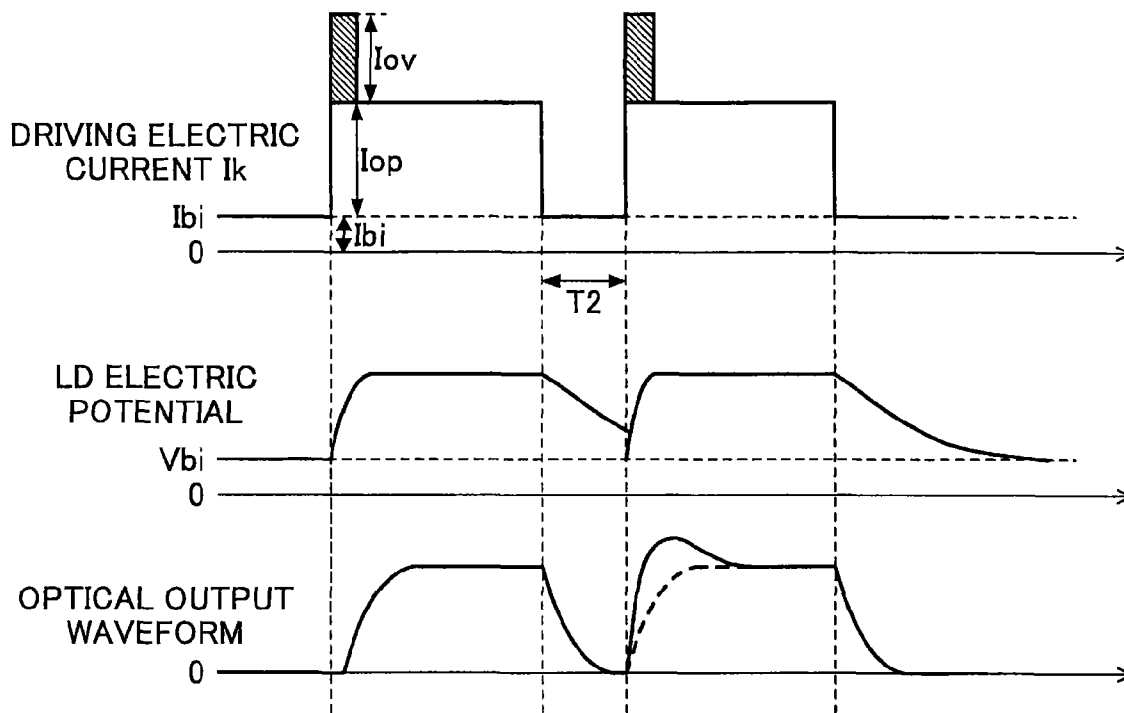 Iov
DRIVING ELECTRIC
CURRENT Ik
Iop
Ibi
Ibi
0
T2
LD ELECTRIC
POTENTIAL
Vbi
0
OPTICAL OUTPUT
WAVEFORM
0